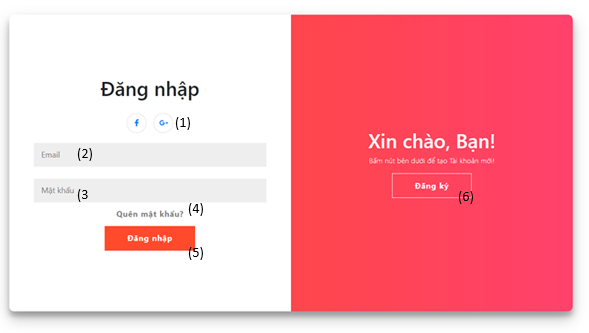 Đăng nhập
f G+ (1)
Email (2)
Mật khẩu (3
Quên mật khẩu? (4)
Đăng nhập (5)
Xin chào, Bạn!
Bấm nút bên dưới để tạo Tài khoản mới!
Đăng ký (6)